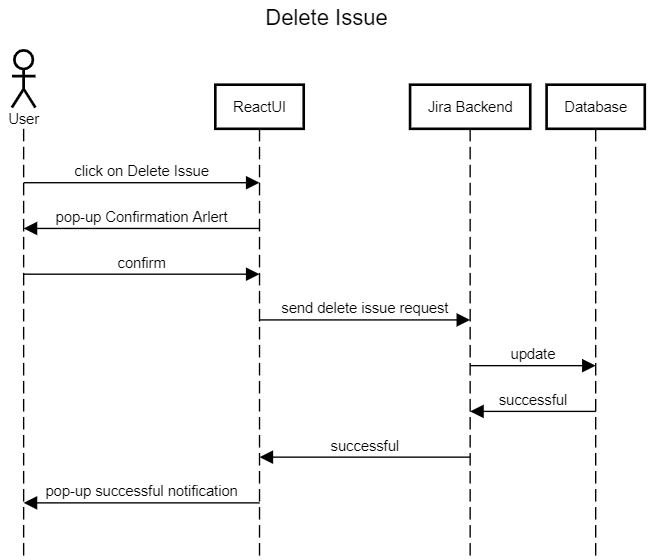 Delete Issue
User
ReactUI
Jira Backend
Database
click on Delete Issue
pop-up Confirmation Arlert
confirm
send delete issue request
update
successful
successful
pop-up successful notification